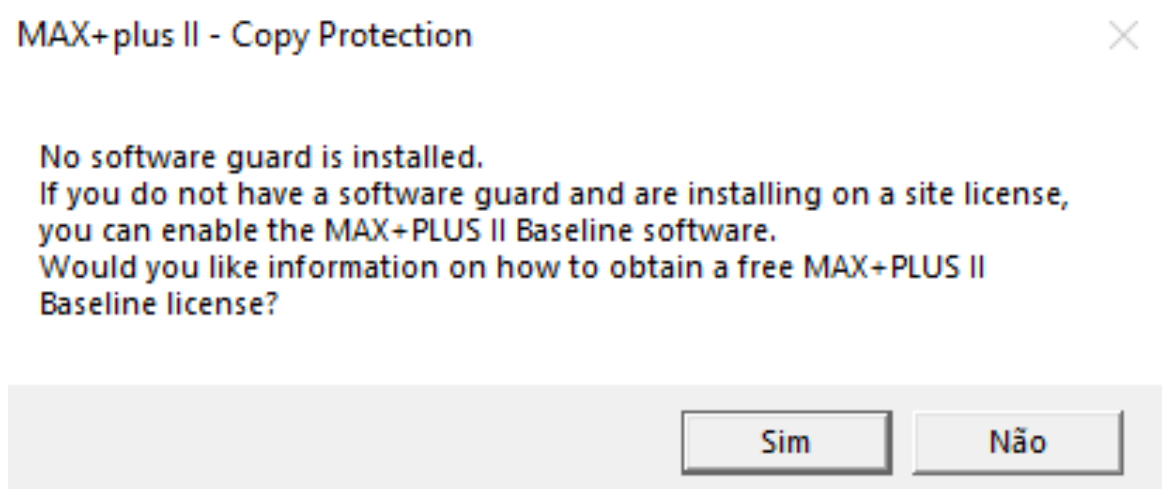 MAX+plus II - Copy Protection
No software guard is installed.
If you do not have a software guard and are installing on a site license,
you can enable the MAX+PLUS II Baseline software.
Would you like information on how to obtain a free MAX+PLUS II
Baseline license?
Sim Não